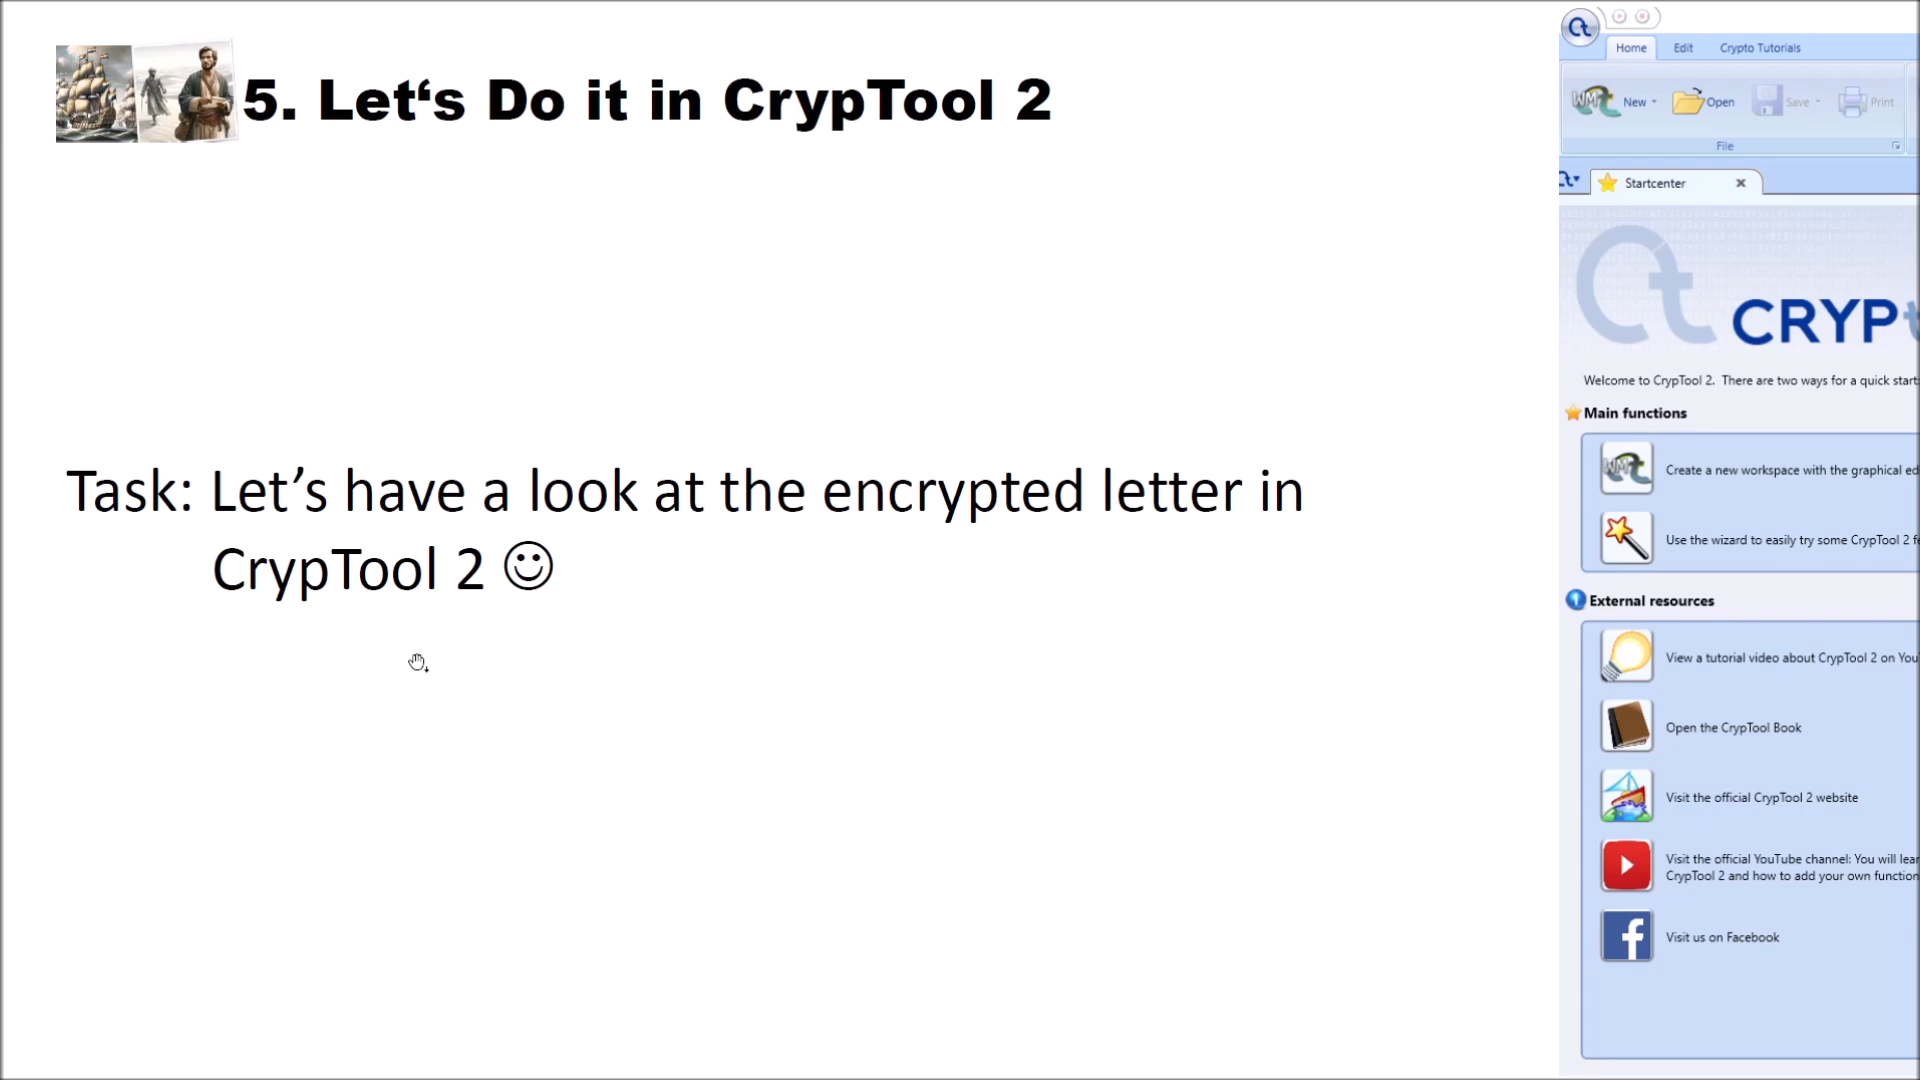 5. Let‘s Do it in CrypTool 2
Task: Let’s have a look at the encrypted letter in
CrypTool 2 ☺
Home Edit Crypto Tutorials
New Open Save Print
File
Startcenter
CRYP
Welcome to CrypTool 2. There are two ways for a quick start
Main functions
Create a new workspace with the graphical ed
Use the wizard to easily try some CrypTool 2 fe
External resources
View a tutorial video about CrypTool 2 on You
Open the CrypTool Book
Visit the official CrypTool 2 website
Visit the official YouTube channel: You will lear
CrypTool 2 and how to add your own function
Visit us on Facebook